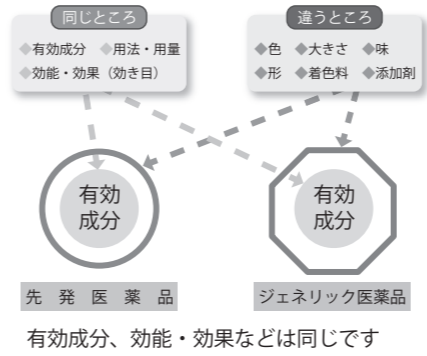 同じところ
◆有効成分 ◆用法・用量
◆効能・効果（効き目）
違うところ
◆色 ◆大きさ ◆味
◆形 ◆着色料 ◆添加剤
有効
成分
有効
成分
先発医薬品
ジェネリック医薬品
有効成分、効能・効果などは同じです